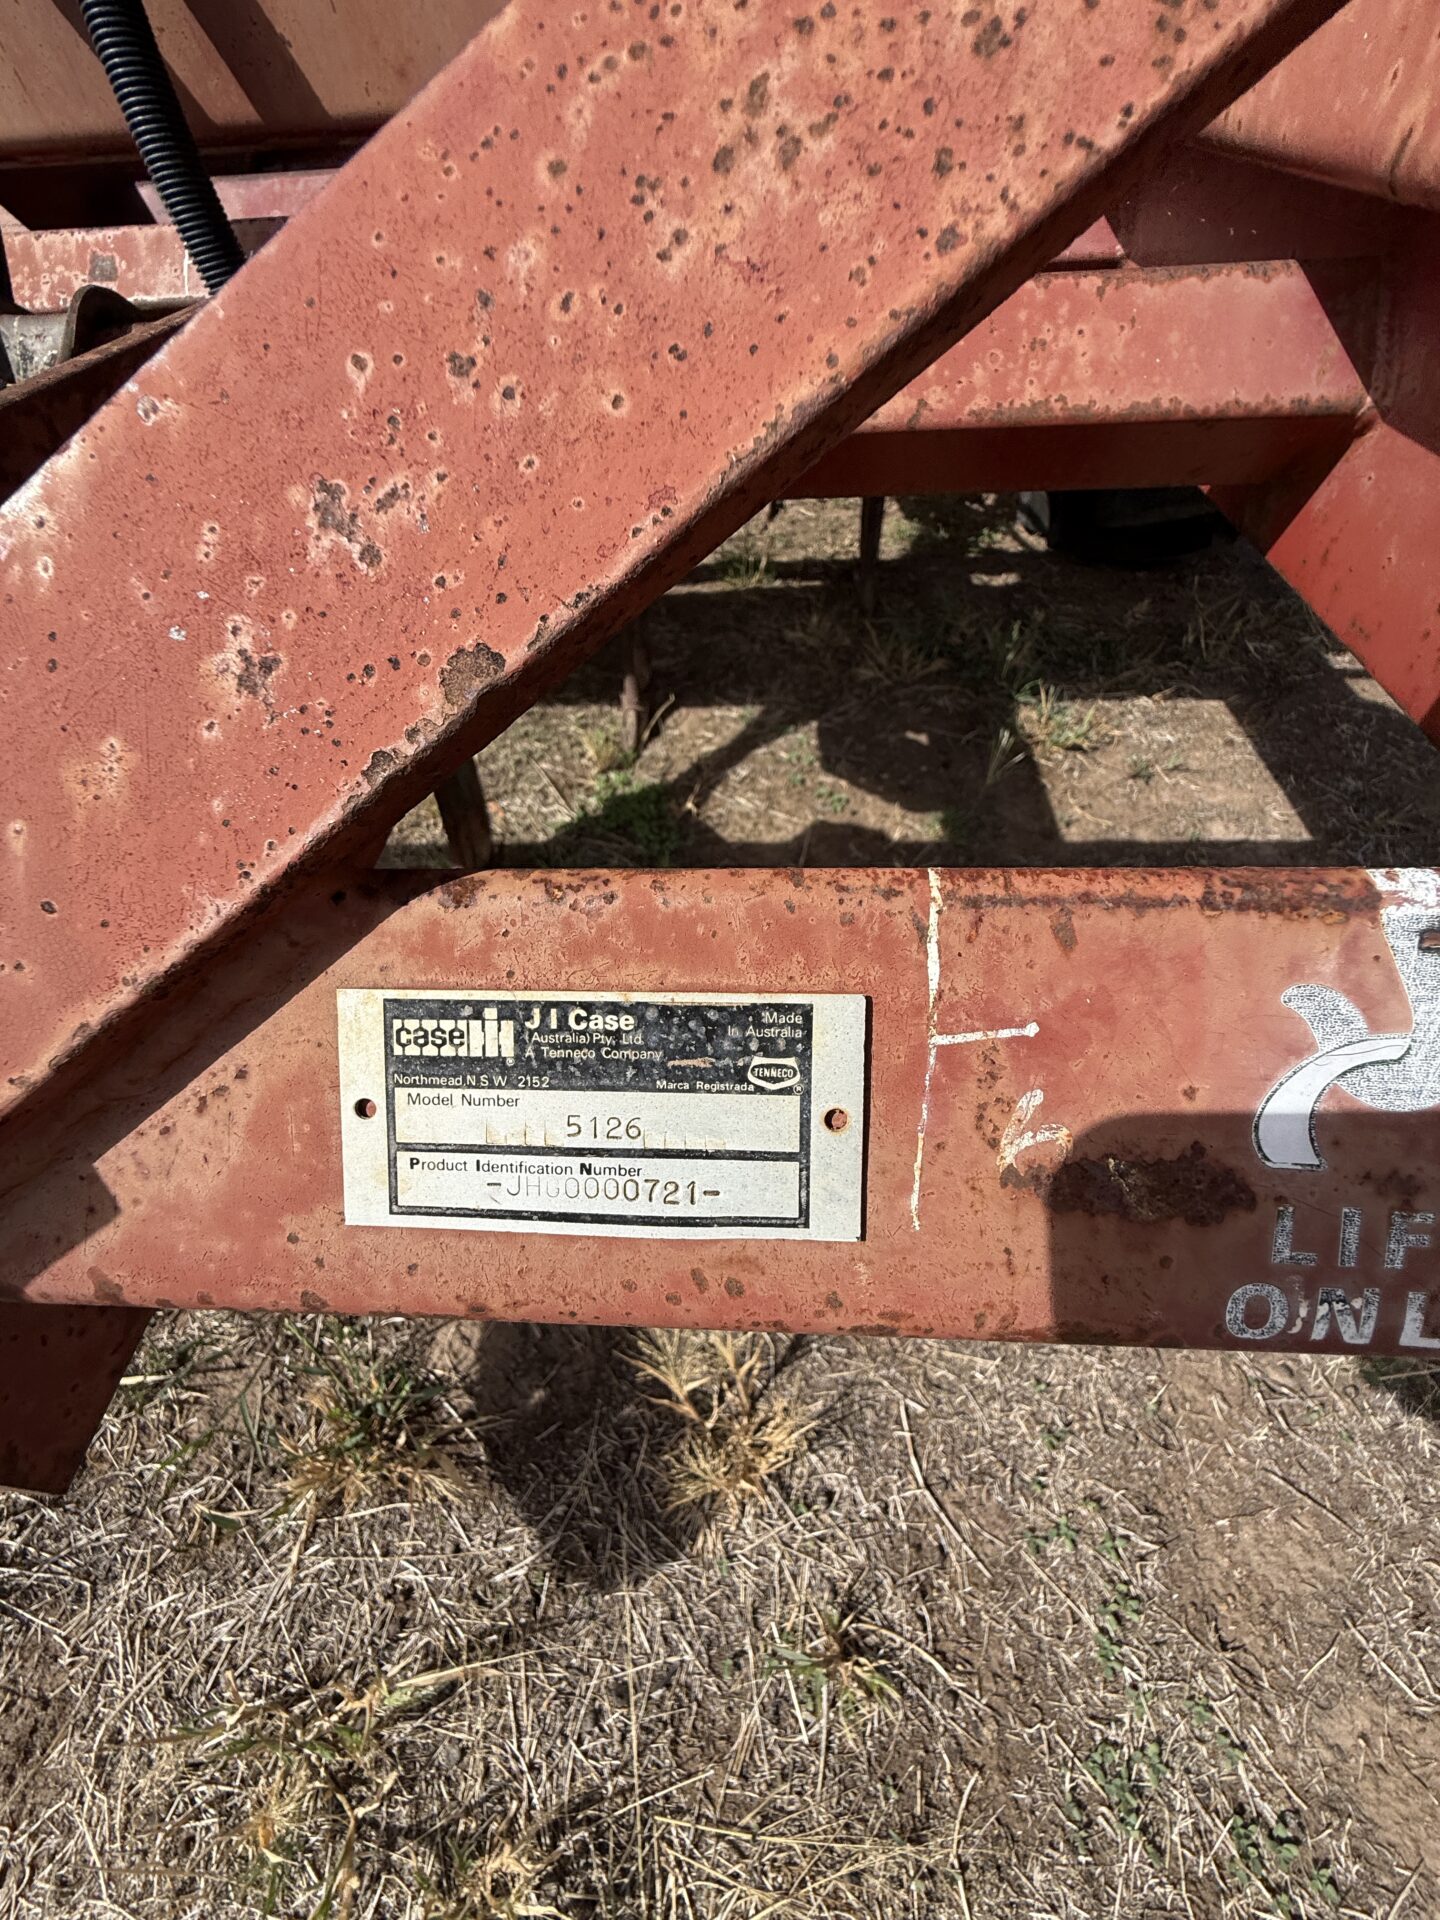 case IH
J I Case
(Australia) Pty. Ltd.
A Tenneco Company
Made
In Australia
TENNECO
Northmead, N.S.W. 2152
Marca Registrada
Model Number
5126
Product Identification Number
-JHG0000721-
LIF
ONL